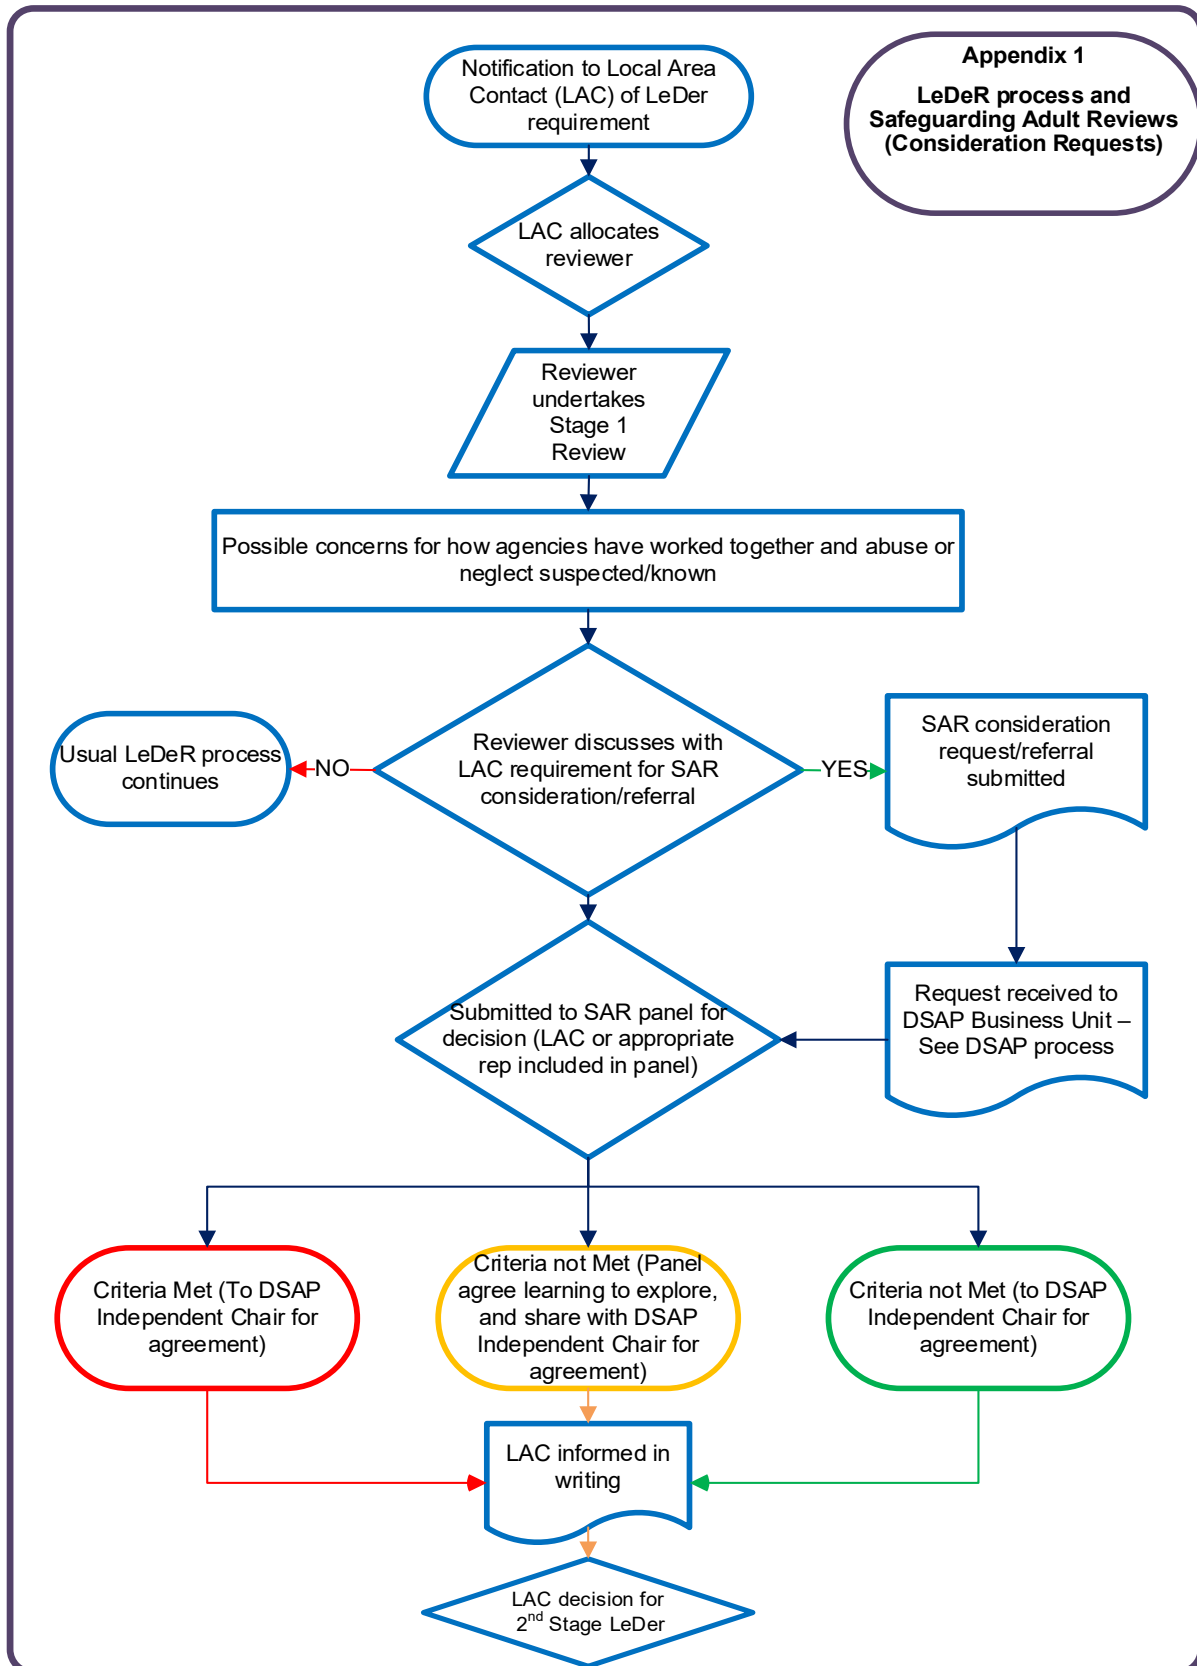 Appendix 1
LeDeR process and
Safeguarding Adult Reviews
(Consideration Requests)
Notification to Local Area
Contact (LAC) of LeDer
requirement
LAC allocates
reviewer
Reviewer
undertakes
Stage 1
Review
Possible concerns for how agencies have worked together and abuse or
neglect suspected/known
Usual LeDeR process
continues
NO
Reviewer discusses with
LAC requirement for SAR
consideration/referral
YES
SAR consideration
request/referral
submitted
Submitted to SAR panel for
decision (LAC or appropriate
rep included in panel)
Request received to
DSAP Business Unit –
See DSAP process
Criteria Met (To DSAP
Independent Chair for
agreement)
Criteria not Met (Panel
agree learning to explore,
and share with DSAP
Independent Chair for
agreement)
Criteria not Met (to DSAP
Independent Chair for
agreement)
LAC informed in
writing
LAC decision for
2nd Stage LeDer